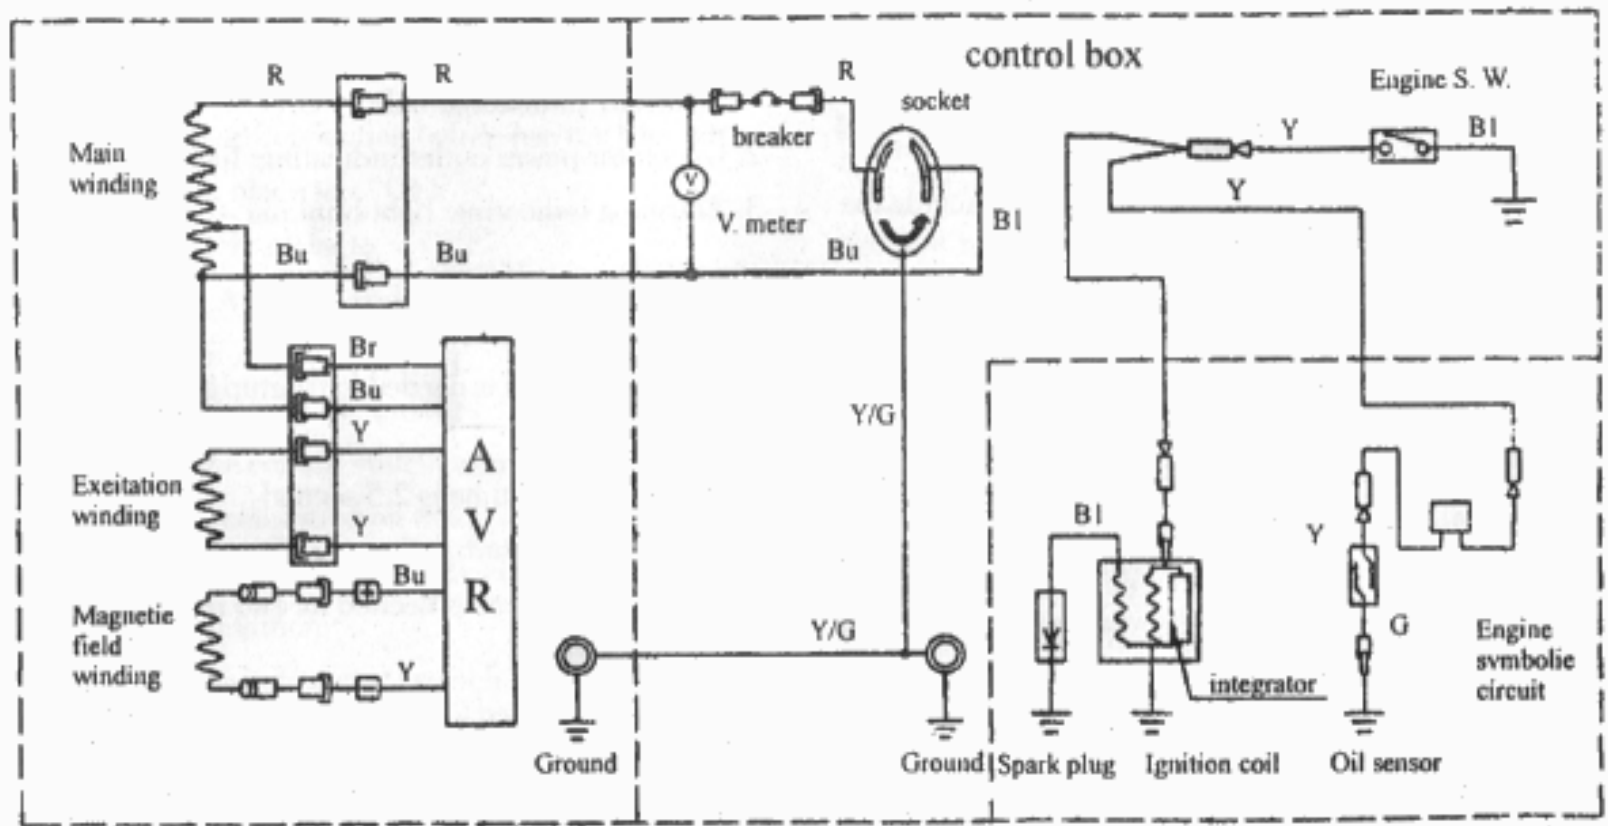 control box
Engine S. W.
R
R
R
socket
breaker
Y
Bl
Main
winding
V
V. meter
Y
Bl
Bu
Bu
Bu
Br
Bu
Y
Y/G
A
V
R
Exeitation
winding
Y
Bl
Y
Bu
Magnetie
field
winding
Y
Y/G
G
Engine
svmbolie
circuit
integrator
Ground
Ground
Spark plug
Ignition coil
Oil sensor